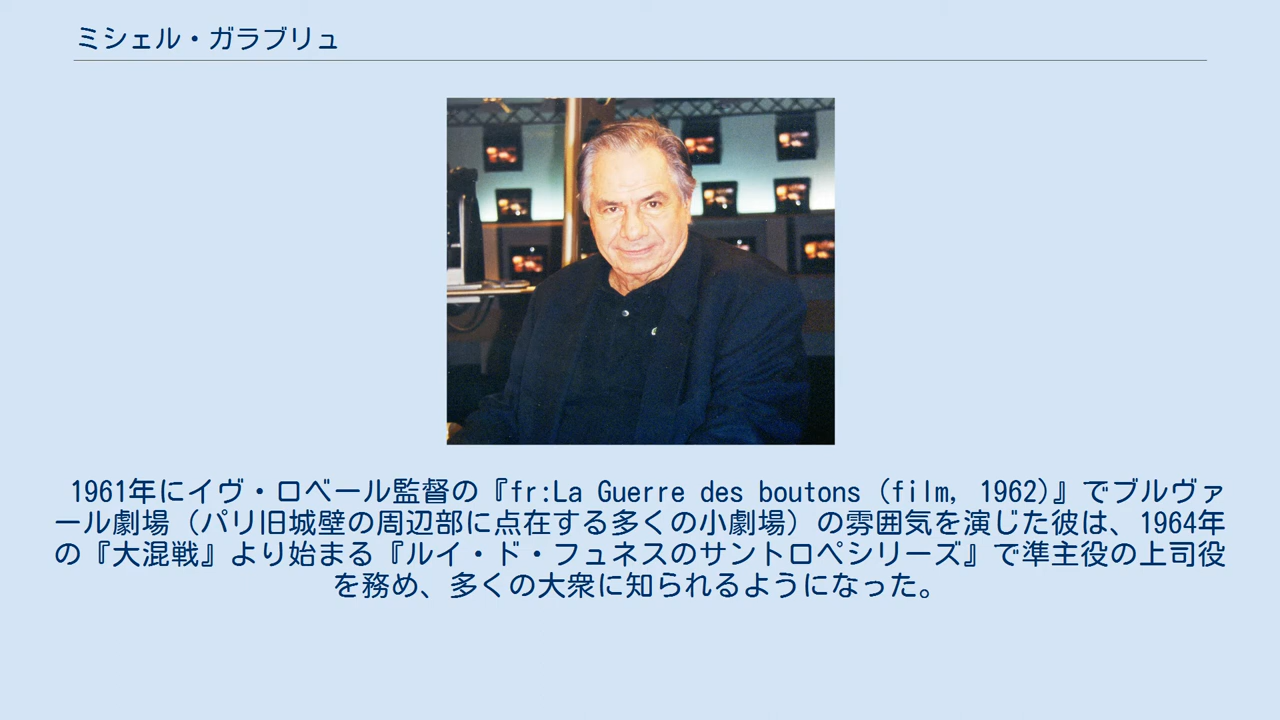 ミシェル・ガラブリュ
1961年にイヴ・ロベール監督の『fr:La Guerre des boutons (film, 1962)』でブルヴァ
ール劇場（パリ旧城壁の周辺部に点在する多くの小劇場）の雰囲気を演じた彼は、1964年
の『大混戦』より始まる『ルイ・ド・フュネスのサントロペシリーズ』で準主役の上司役
を務め、多くの大衆に知られるようになった。